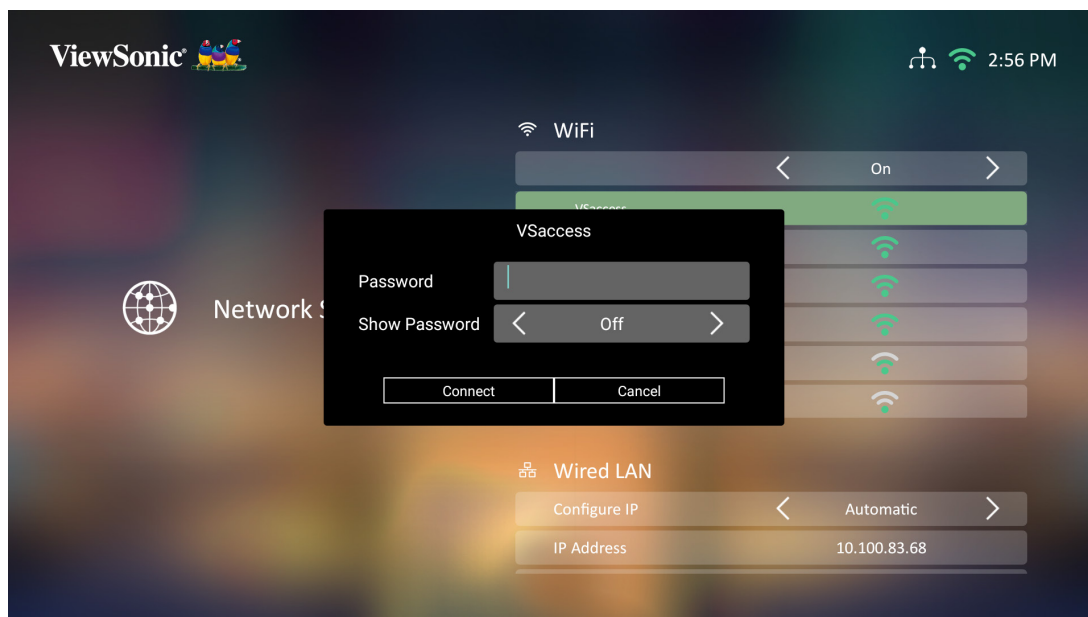 ViewSonic®
2:56 PM
WiFi
On
VSaccess
VSaccess
Password
Network S
Show Password
Off
Connect
Cancel
Wired LAN
Configure IP
Automatic
IP Address
10.100.83.68